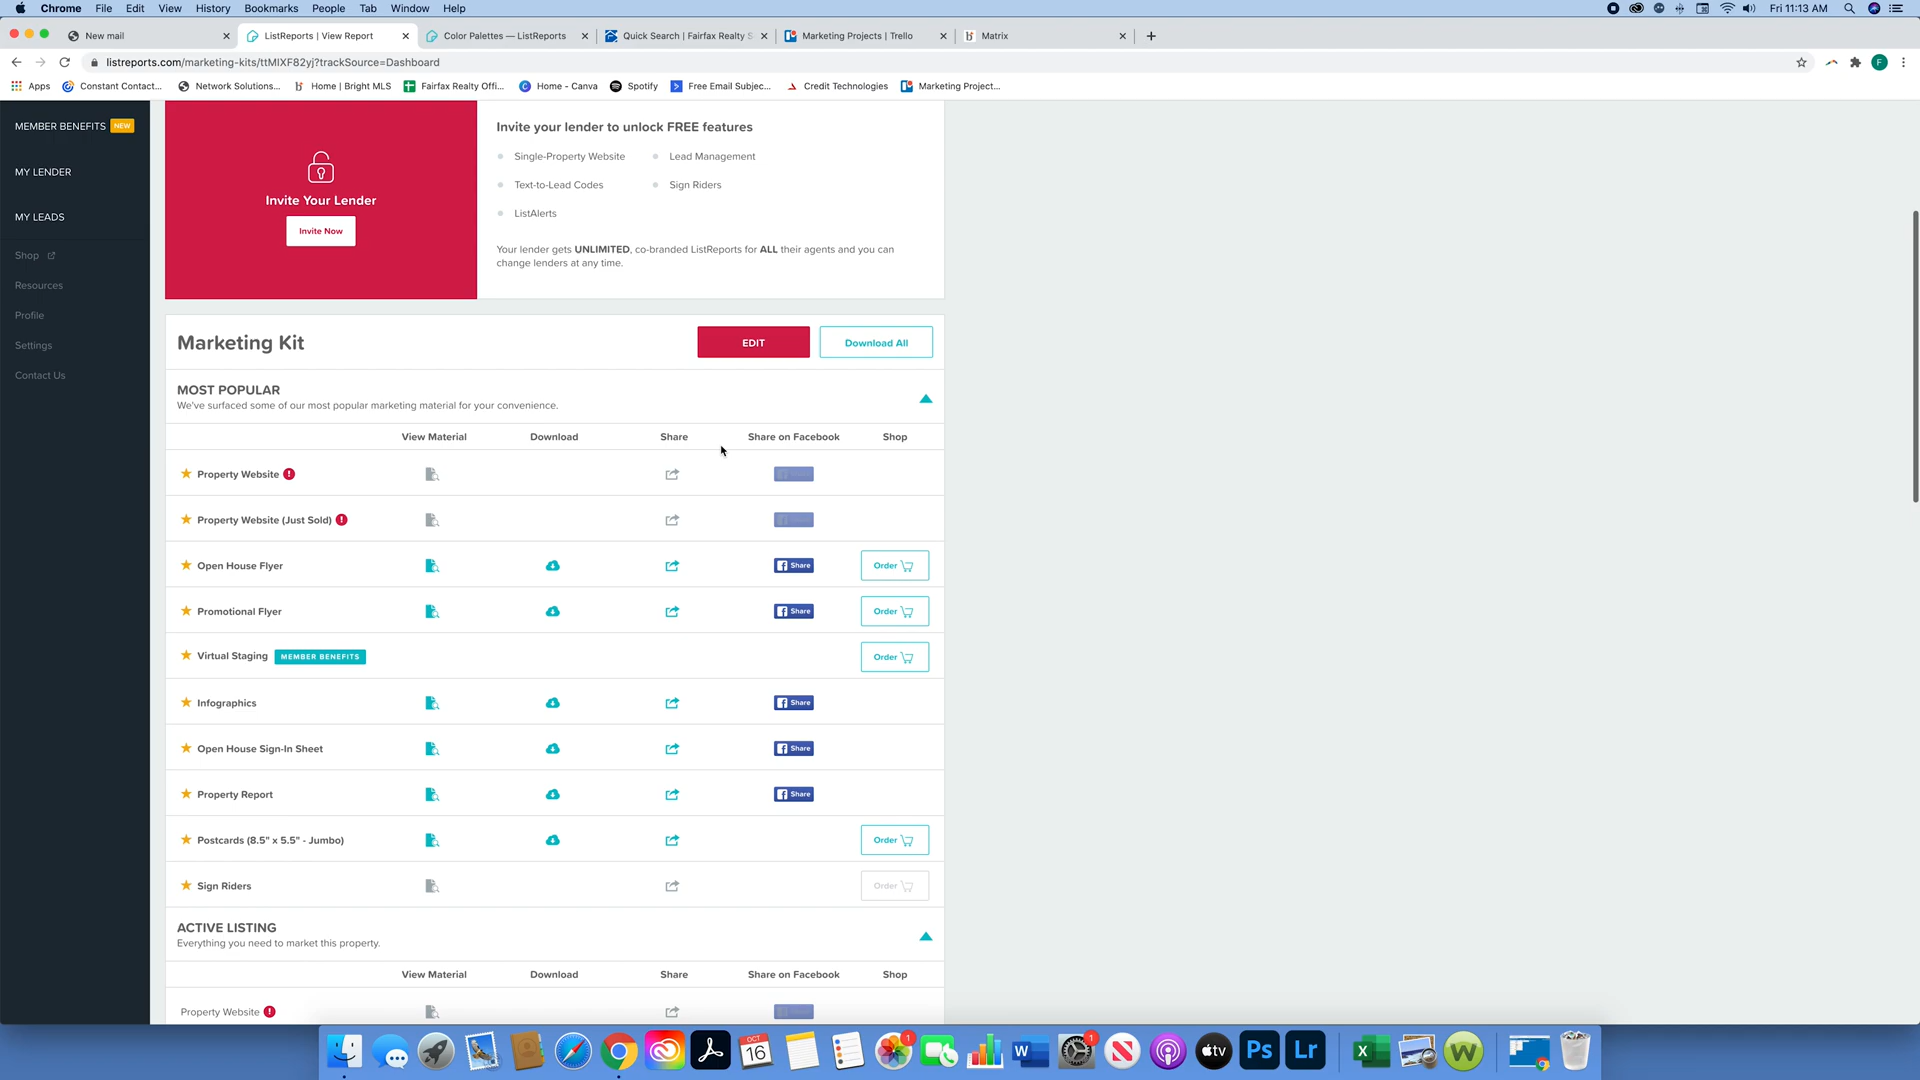 Chrome File Edit View History Bookmarks People Tab Window Help
Fri 11:13 AM
New mail
ListReports | View Report
Color Palettes — ListReports
Quick Search | Fairfax Realty S
Marketing Projects | Trello
Matrix
listreports.com/marketing-kits/ttMIXF82yj?trackSource=Dashboard
F
Apps
Constant Contact...
Network Solutions...
Home | Bright MLS
Fairfax Realty Offi...
Home - Canva
Spotify
Free Email Subjec...
Credit Technologies
Marketing Project...
MEMBER BENEFITS NEW
MY LENDER
MY LEADS
Shop
Resources
Profile
Settings
Contact Us
Invite Your Lender
Invite Now
Invite your lender to unlock FREE features
Single-Property Website
Lead Management
Text-to-Lead Codes
Sign Riders
ListAlerts
Your lender gets UNLIMITED, co-branded ListReports for ALL their agents and you can
change lenders at any time.
Marketing Kit
EDIT
Download All
MOST POPULAR
We've surfaced some of our most popular marketing material for your convenience.
View Material Download Share Share on Facebook Shop
Property Website !
Property Website (Just Sold) !
Open House Flyer Share Order
Promotional Flyer Share Order
Virtual Staging MEMBER BENEFITS Order
Infographics Share
Open House Sign-In Sheet Share
Property Report Share
Postcards (8.5" x 5.5" - Jumbo) Order
Sign Riders Order
ACTIVE LISTING
Everything you need to market this property.
View Material Download Share Share on Facebook Shop
Property Website !
OCT
16
1
W
1
tv
Ps
Lr
X
W